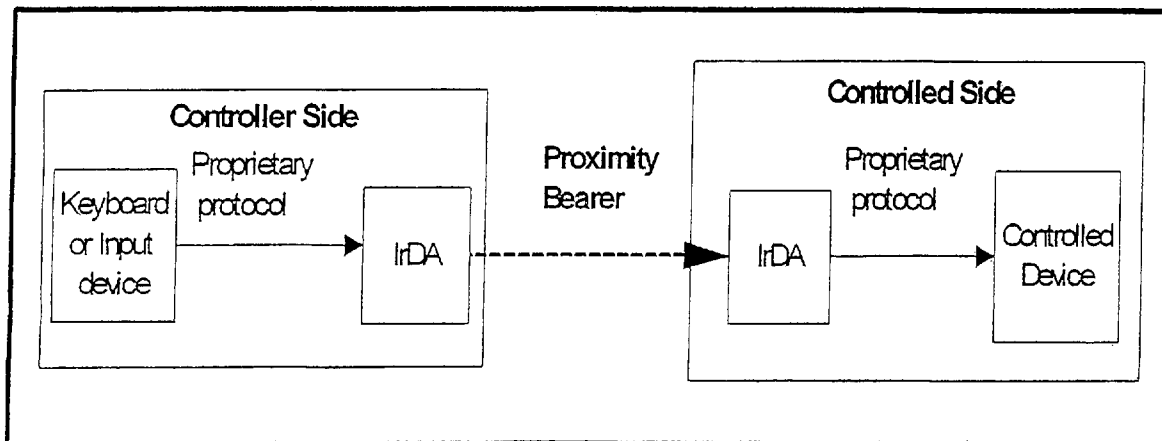 Controller Side
Proprietary
protocol
Keyboard
or Input
device
IrDA
Proximity
Bearer
Controlled Side
Proprietary
protocol
IrDA
Controlled
Device